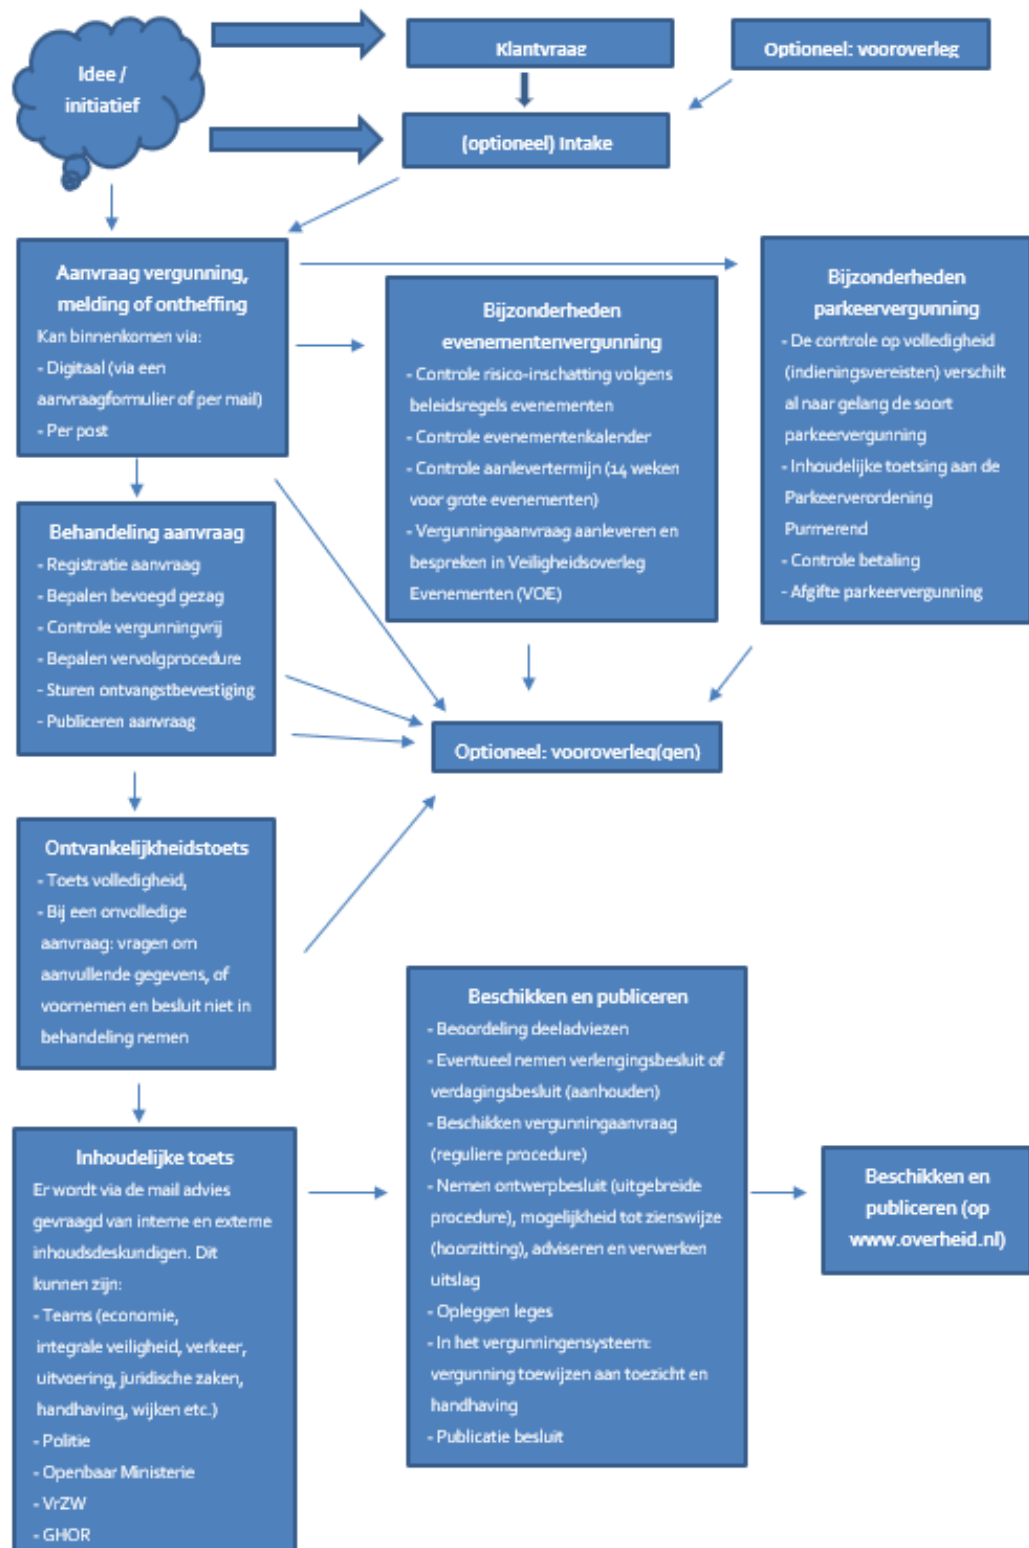 Idee /
initiatief
Klantvraag
Optioneel: vooroverleg
(optioneel) Intake
Aanvraag vergunning,
melding of ontheffing
Kan binnenkomen via:
- Digitaal (via een
aanvraagformulier of per mail)
- Per post
Bijzonderheden
evenementenvergunning
- Controle risico-inschatting volgens
beleidsregels evenementen
- Controle evenementenkalender
- Controle aanlevertermijn (14 weken
voor grote evenementen)
- Vergunningaanvraag aanleveren en
bespreken in Veiligheidsoverleg
Evenementen (VOE)
Bijzonderheden
parkeervergunning
- De controle op volledigheid
(indieningsvereisten) verschilt
al naar gelang de soort
parkeervergunning
- Inhoudelijke toetsing aan de
Parkeerverordening
Purmerend
- Controle betaling
- Afgifte parkeervergunning
Behandeling aanvraag
- Registratie aanvraag
- Bepalen bevoegd gezag
- Controle vergunningvrij
- Bepalen vervolgprocedure
- Sturen ontvangstbevestiging
- Publiceren aanvraag
Optioneel: vooroverleg(gen)
Ontvankelijkheidstoets
- Toets volledigheid,
- Bij een onvolledige
aanvraag: vragen om
aanvullende gegevens, of
voornemen en besluit niet in
behandeling nemen
Inhoudelijke toets
Er wordt via de mail advies
gevraagd van interne en externe
inhoudsdeskundigen. Dit
kunnen zijn:
- Teams (economie,
integrale veiligheid, verkeer,
uitvoering, juridische zaken,
handhaving, wijken etc.)
- Politie
- Openbaar Ministerie
- VrZW
- GHOR
Beschikken en publiceren
- Beoordeling deeladviezen
- Eventueel nemen verlengingsbesluit of
verdagingsbesluit (aanhouden)
- Beschikken vergunningaanvraag
(reguliere procedure)
- Nemen ontwerpbesluit (uitgebreide
procedure), mogelijkheid tot zienswijze
(hoorzitting), adviseren en verwerken
uitslag
- Opleggen leges
- In het vergunningensysteem:
vergunning toewijzen aan toezicht en
handhaving
- Publicatie besluit
Beschikken en
publiceren (op
www.overheid.nl)